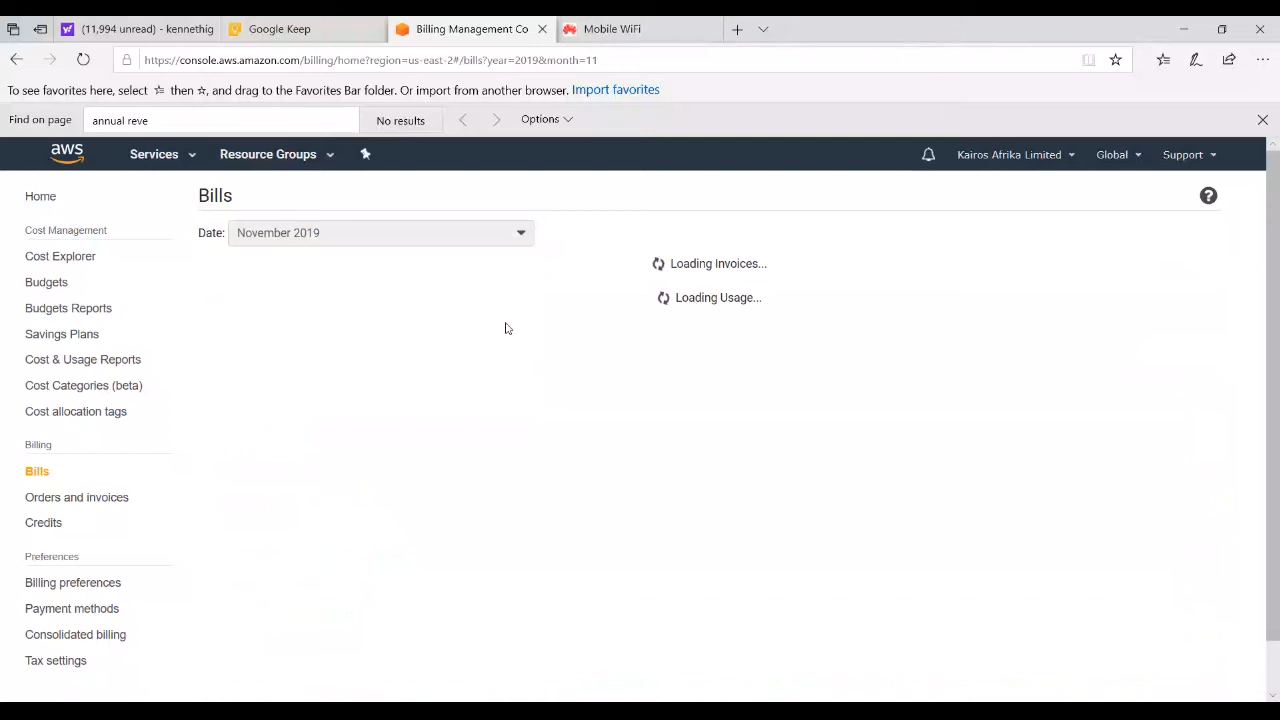 (11,994 unread) - kennethig
Google Keep
Billing Management Co
Mobile WiFi
https://console.aws.amazon.com/billing/home?region=us-east-2#/bills?year=2019&month=11
To see favorites here, select ☆ then ☆, and drag to the Favorites Bar folder. Or import from another browser. Import favorites
Find on page
annual reve
No results
Options
aws
Services
Resource Groups
Kairos Afrika Limited
Global
Support
Home
Bills
Date: November 2019
Cost Management
Loading Invoices...
Cost Explorer
Budgets
Loading Usage...
Budgets Reports
Savings Plans
Cost & Usage Reports
Cost Categories (beta)
Cost allocation tags
Billing
Bills
Orders and invoices
Credits
Preferences
Billing preferences
Payment methods
Consolidated billing
Tax settings